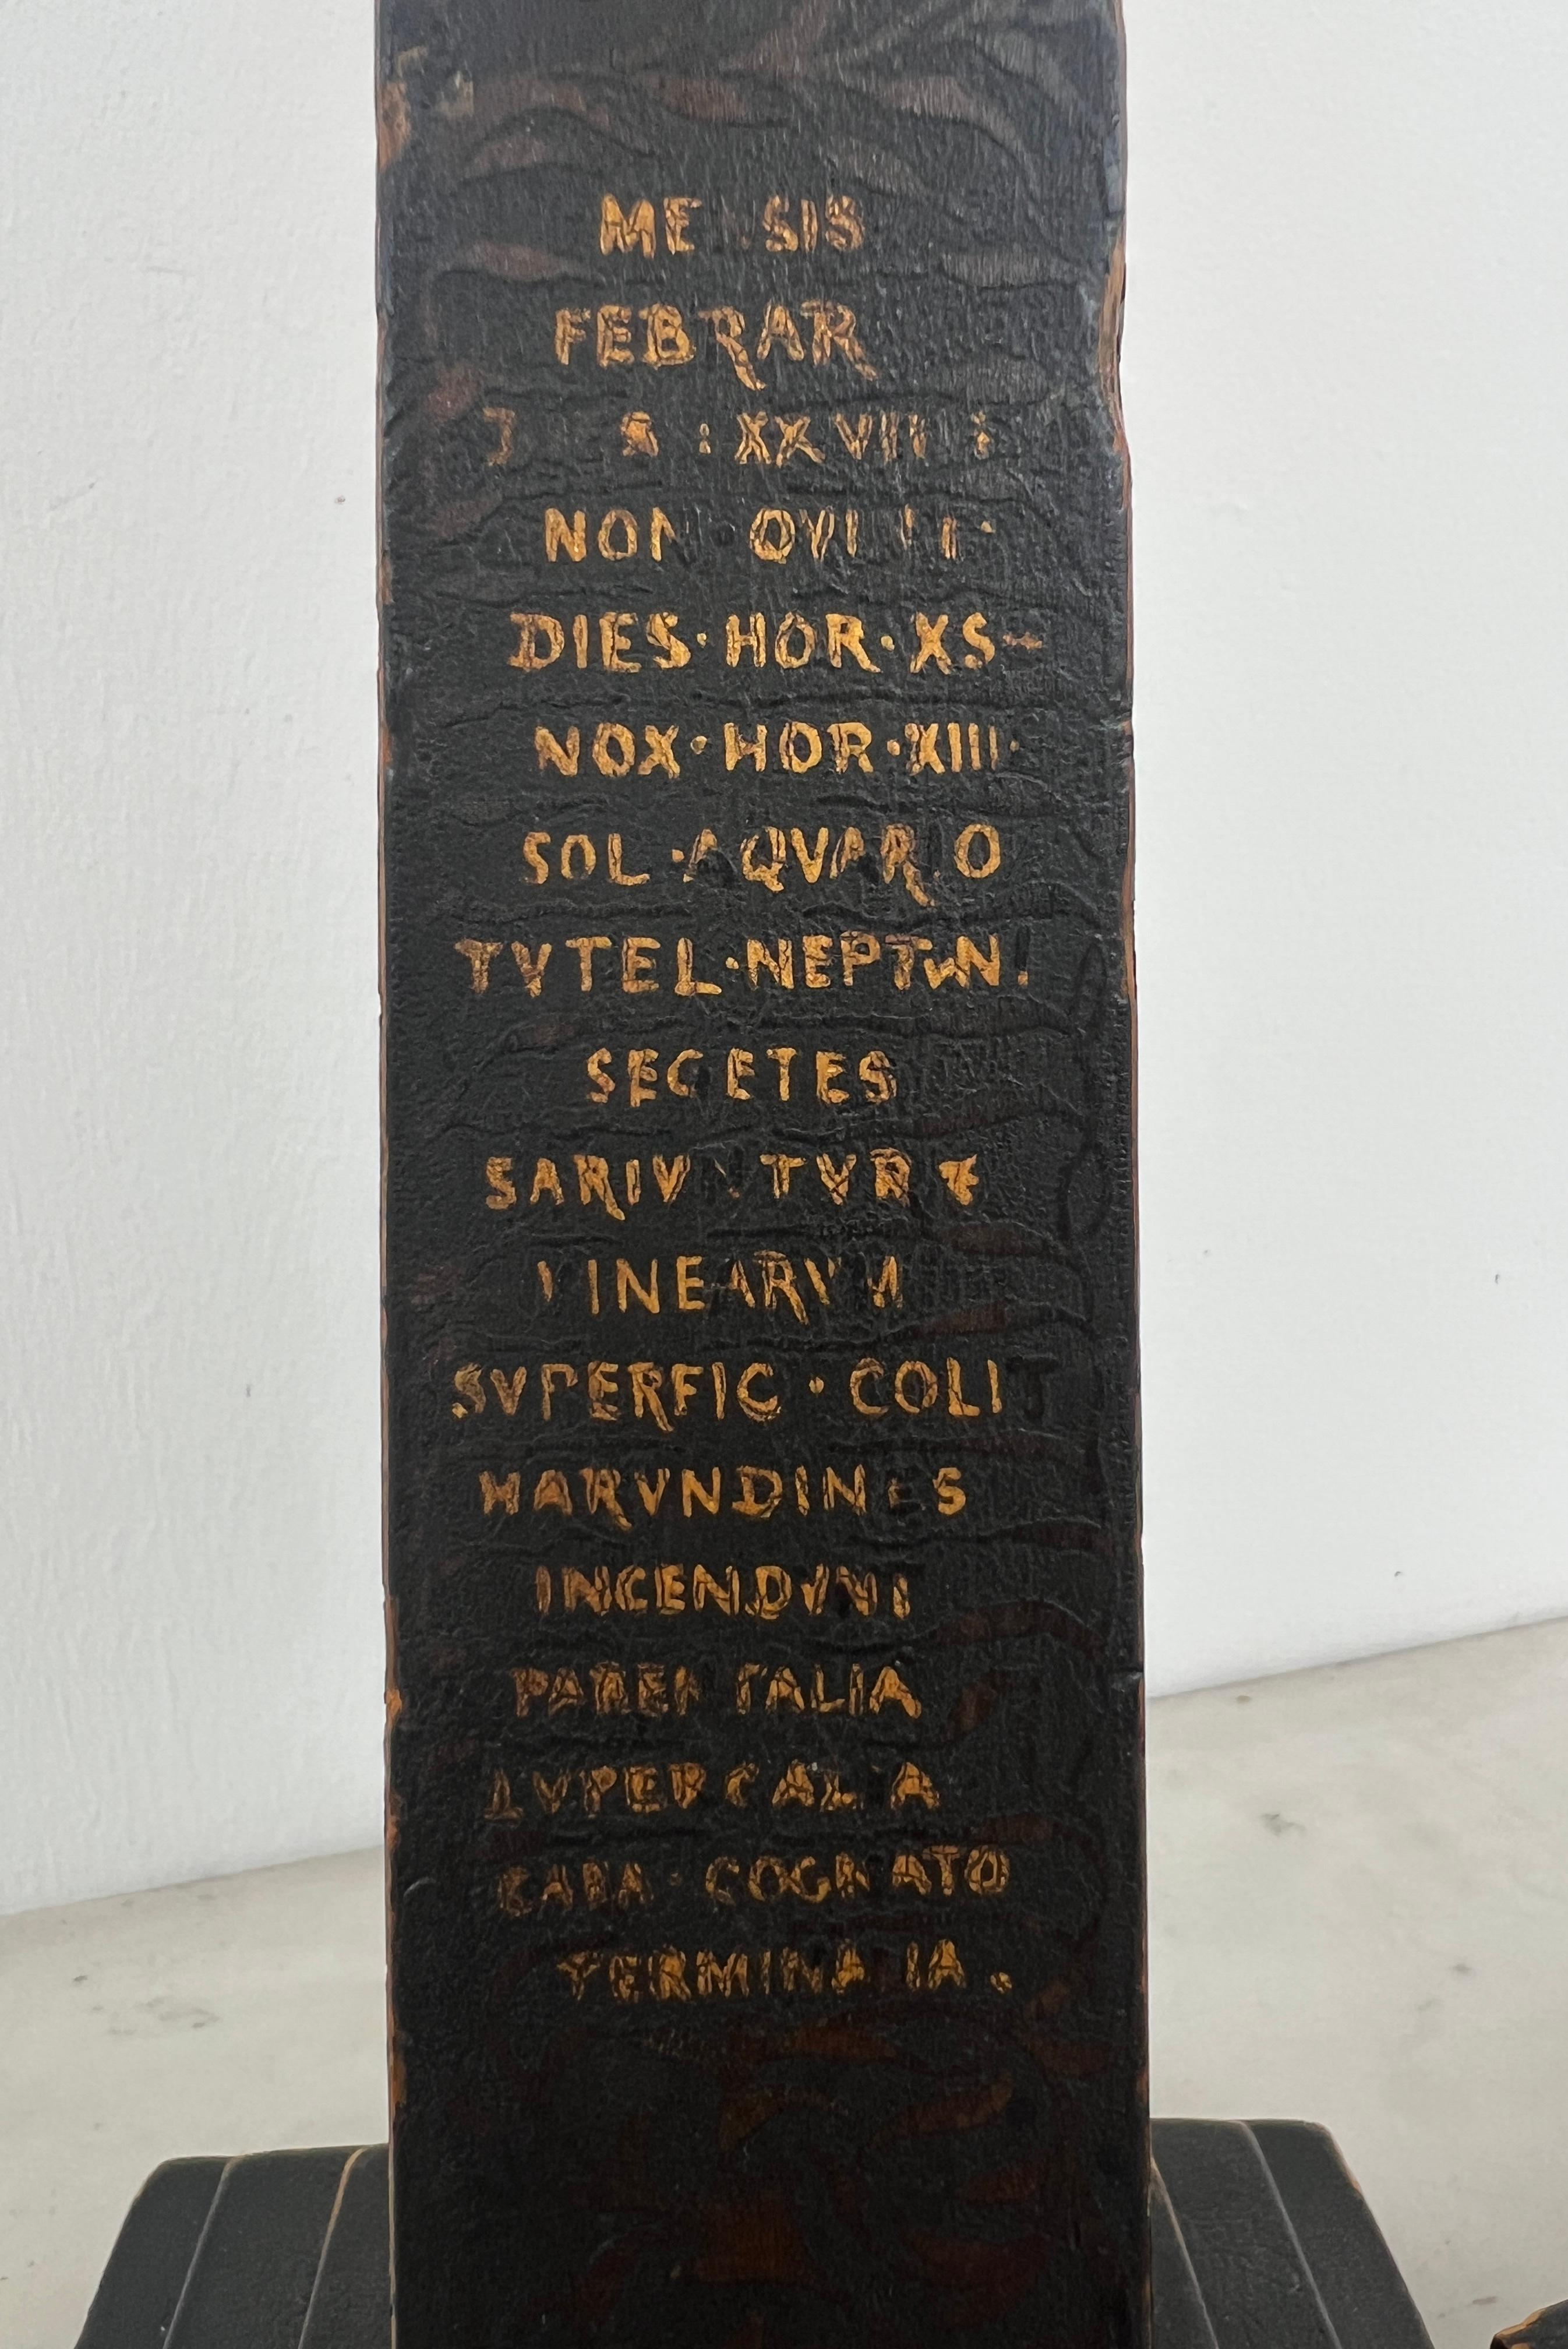 MENSIS
FEBRAR
XXVIII
NON · QVINT ·
DIES · HOR · XS-
NOX · HOR · XIII ·
SOL · AQVARIO
TVTEL · NEPTVNI
SEGETES
SARIVNTVR
VINEARVM
SVPERFIC · COLIT
HARVNDINES
INCENDVNT
PARENTALIA
LVPERCALIA
CARA · COGNATO
TERMINALIA .